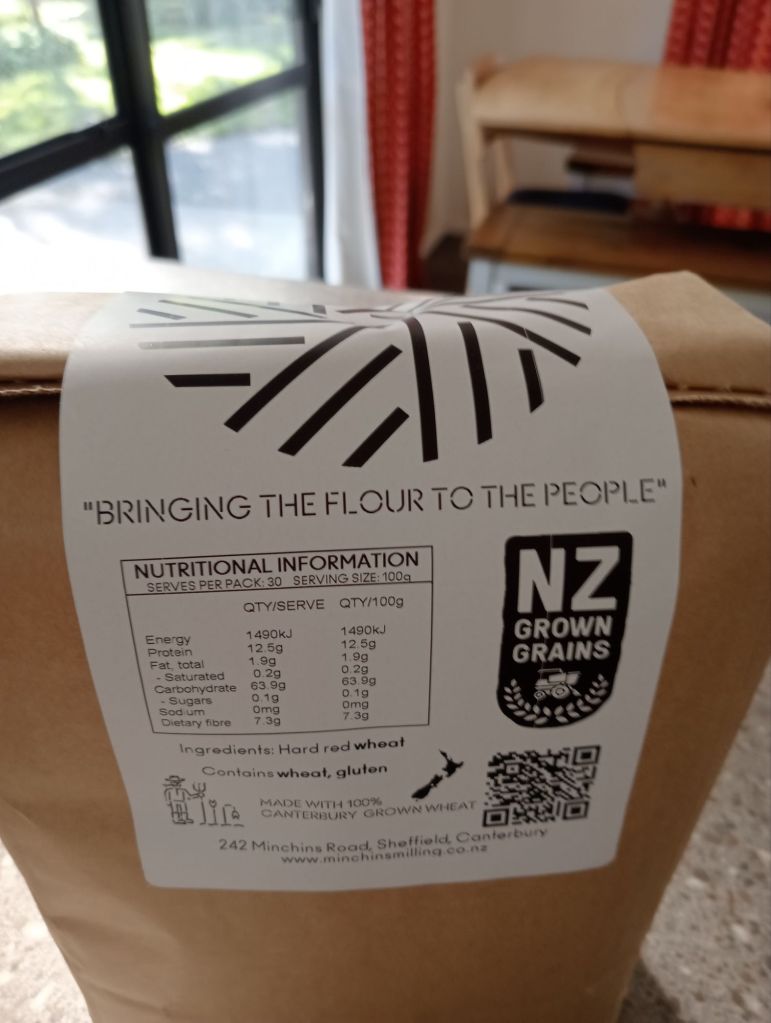 "BRINGING THE FLOUR TO THE PEOPLE"
NUTRITIONAL INFORMATION
SERVES PER PACK: 30 SERVING SIZE: 100g
QTY/SERVE QTY/100g
Energy 1490kJ 1490kJ
Protein 12.5g 12.5g
Fat, total 1.9g 1.9g
- Saturated 0.2g 0.2g
Carbohydrate 63.9g 63.9g
- Sugars 0.1g 0.1g
Sodium 0mg 0mg
Dietary fibre 7.3g 7.3g
NZ
GROWN
GRAINS
Ingredients: Hard red wheat
Contains wheat, gluten
MADE WITH 100%
CANTERBURY GROWN WHEAT
242 Minchins Road, Sheffield, Canterbury
www.minchinsmilling.co.nz